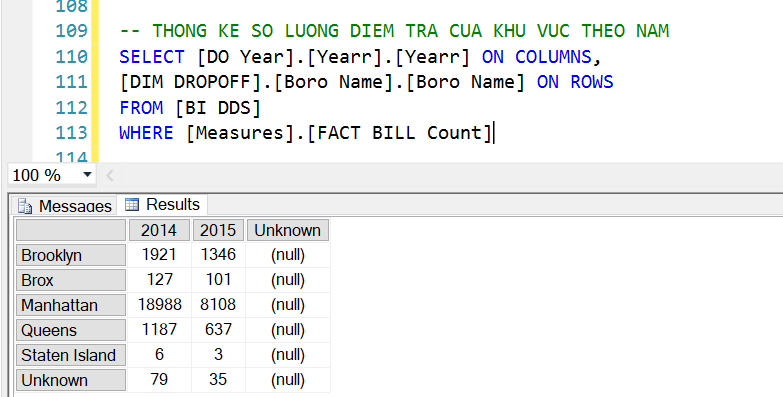 108
109 -- THONG KE SO LUONG DIEM TRA CUA KHU VUC THEO NAM
110 SELECT [DO Year].[Yearr].[Yearr] ON COLUMNS,
111 [DIM DROPOFF].[Boro Name].[Boro Name] ON ROWS
112 FROM [BI DDS]
113 WHERE [Measures].[FACT BILL Count]
114
100 %
Messages Results
2014 2015 Unknown
Brooklyn 1921 1346 (null)
Brox 127 101 (null)
Manhattan 18988 8108 (null)
Queens 1187 637 (null)
Staten Island 6 3 (null)
Unknown 79 35 (null)